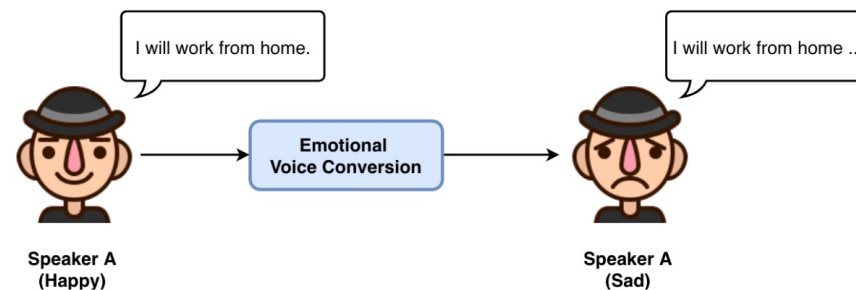 I will work from home.
I will work from home ..
Emotional
Voice Conversion
Speaker A
(Happy)
Speaker A
(Sad)